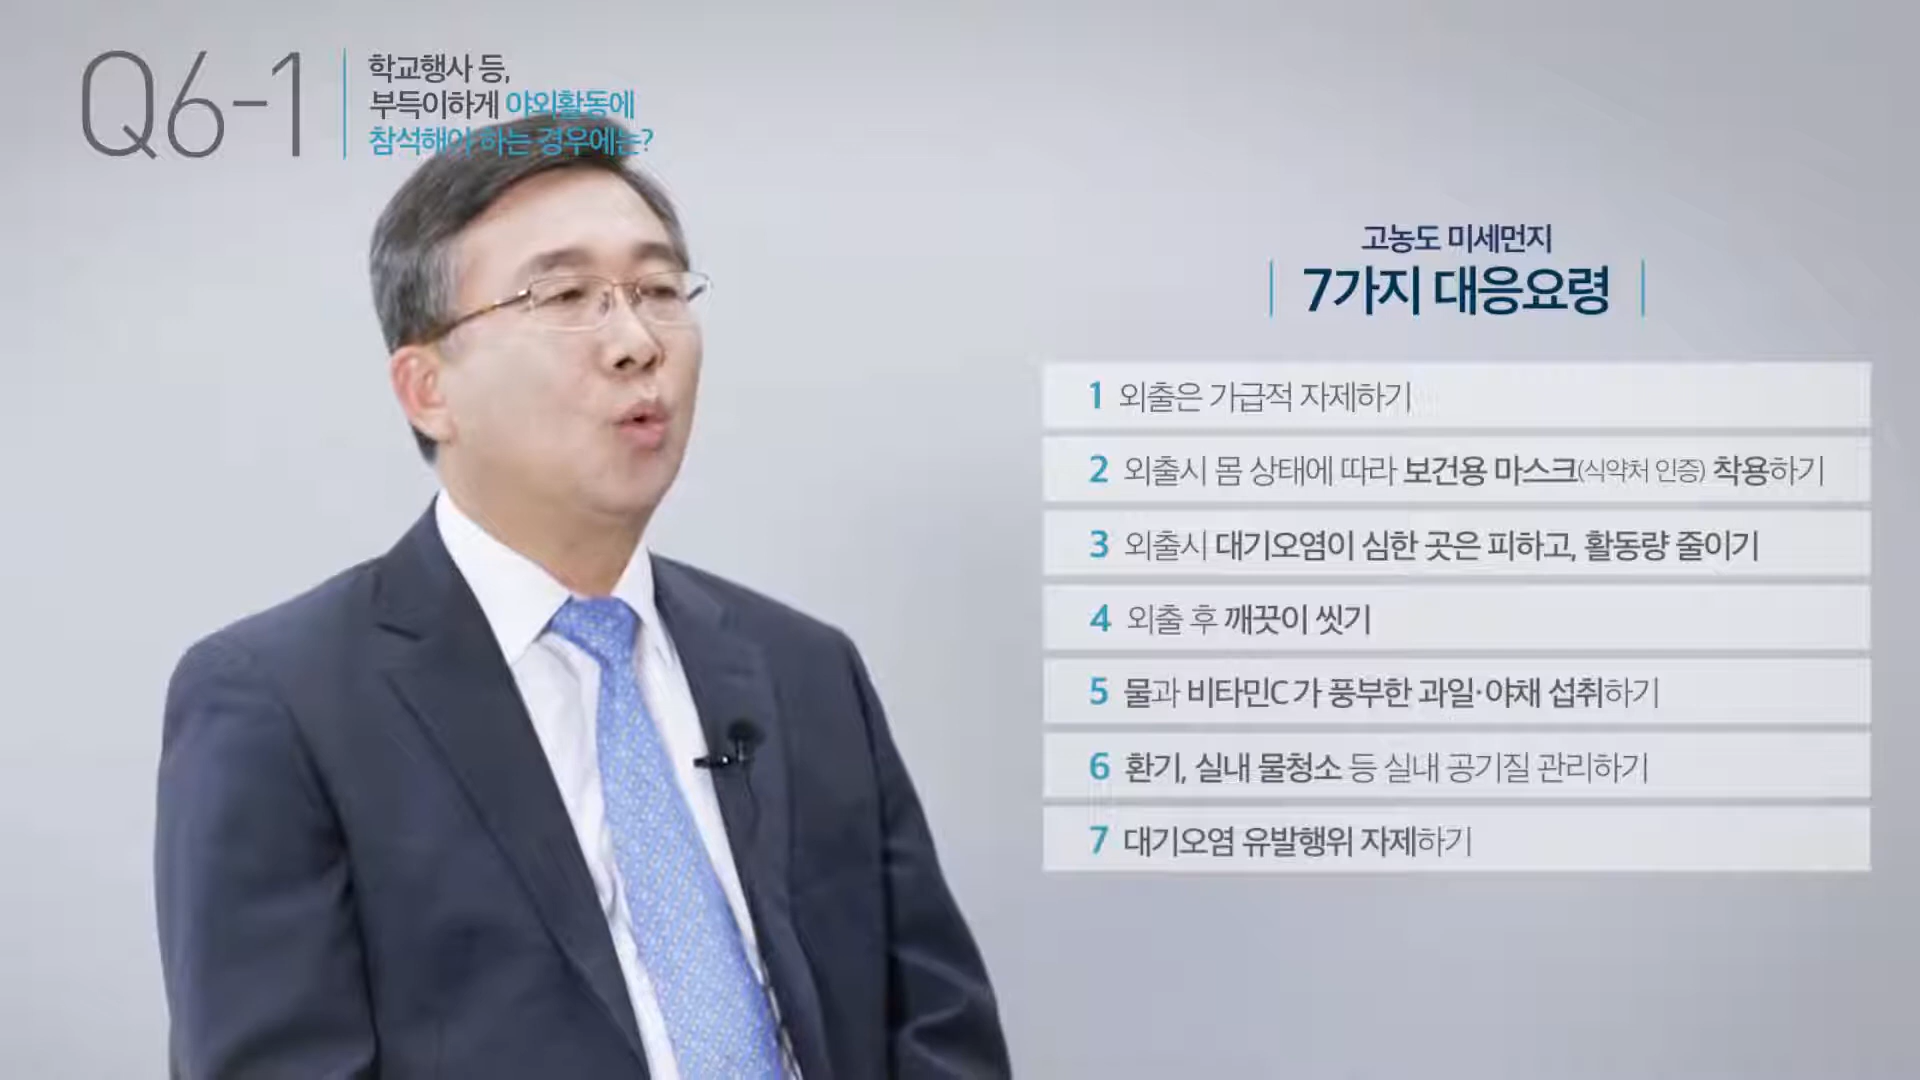 Q6-1
학교행사 등,
부득이하게 야외활동에
참석해야 하는 경우에는?
고농도 미세먼지
7가지 대응요령
1 외출은 가급적 자제하기
2 외출시 몸 상태에 따라 보건용 마스크(식약처 인증) 착용하기
3 외출시 대기오염이 심한 곳은 피하고, 활동량 줄이기
4 외출 후 깨끗이 씻기
5 물과 비타민C가 풍부한 과일·야채 섭취하기
6 환기, 실내 물청소 등 실내 공기질 관리하기
7 대기오염 유발행위 자제하기